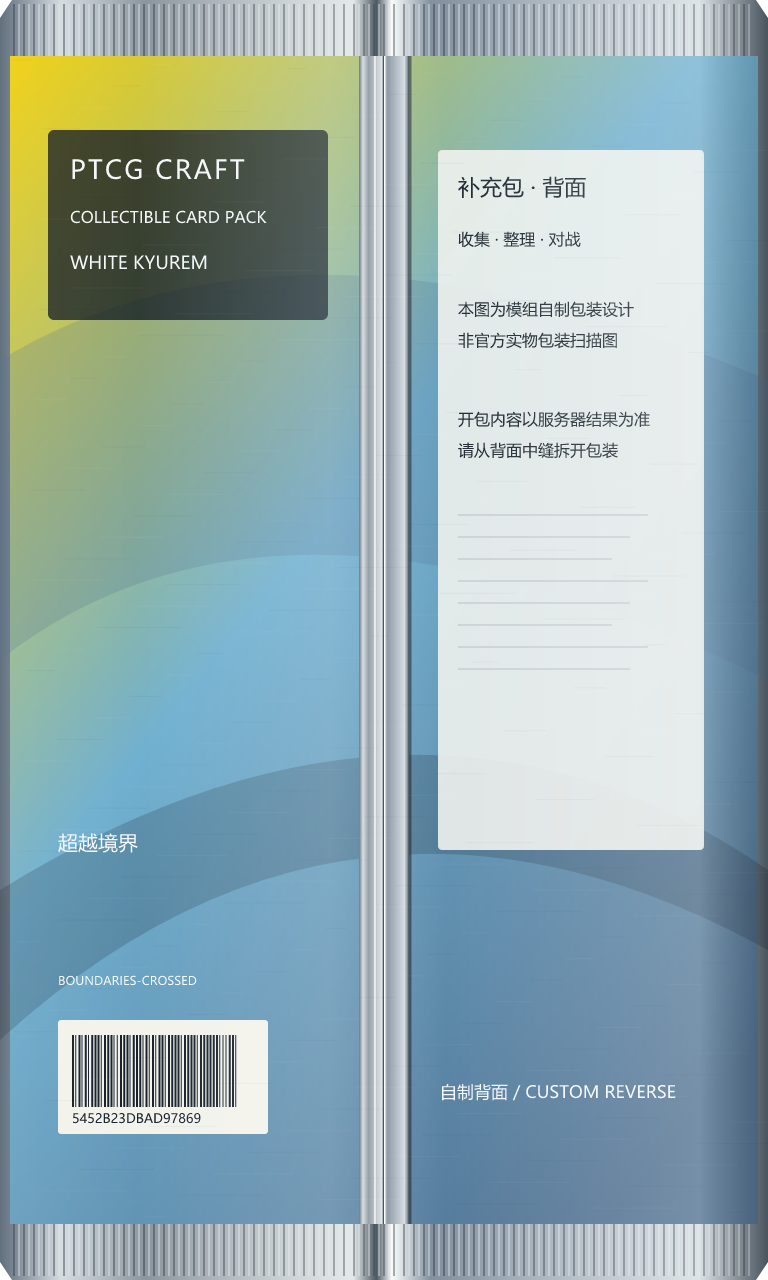 PTCG CRAFT
COLLECTIBLE CARD PACK
WHITE KYUREM
超越境界
BOUNDARIES-CROSSED
5452B23DBAD97869
补充包 · 背面
收集 · 整理 · 对战
本图为模组自制包装设计
非官方实物包装扫描图
开包内容以服务器结果为准
请从背面中缝拆开包装
自制背面 / CUSTOM REVERSE